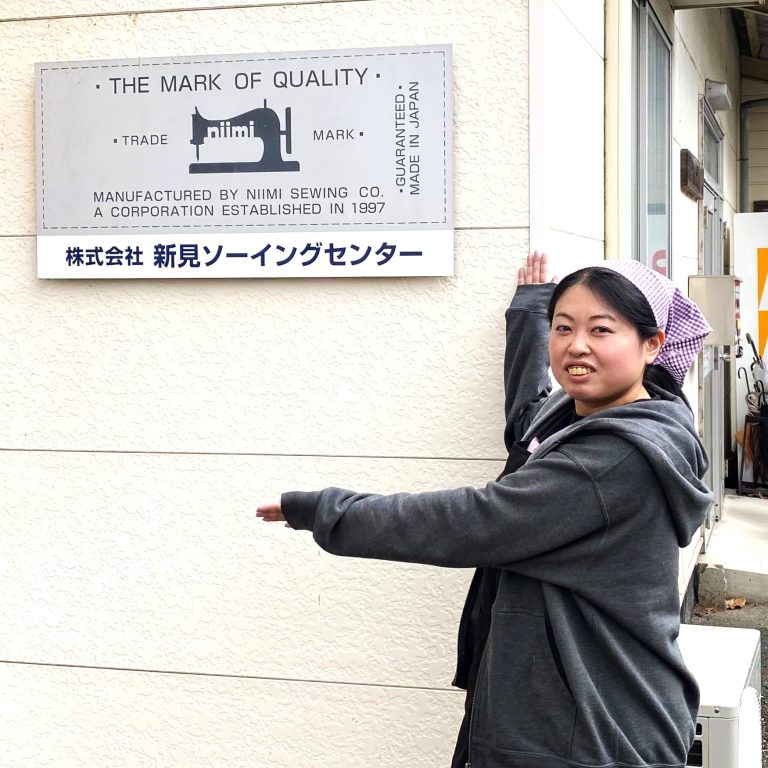 · THE MARK OF QUALITY ·
niimi
· TRADE MARK ·
MANUFACTURED BY NIIMI SEWING CO.
A CORPORATION ESTABLISHED IN 1997
· GUARANTEED ·
MADE IN JAPAN
株式会社 新見ソーイングセンター